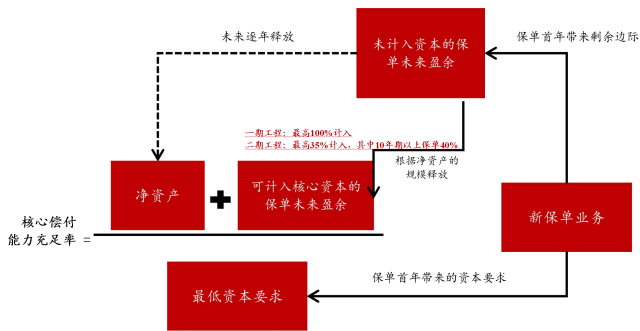 未来逐年释放
未计入资本的保
单未来盈余
保单首年带来剩余边际
一期工程：最高100%计入
二期工程：最高35%计入，其中10年期以上保单40%
根据净资产的
规模释放
净资产
可计入核心资本的
保单未来盈余
新保单业务
核心偿付
能力充足率 =
保单首年带来的资本要求
最低资本要求